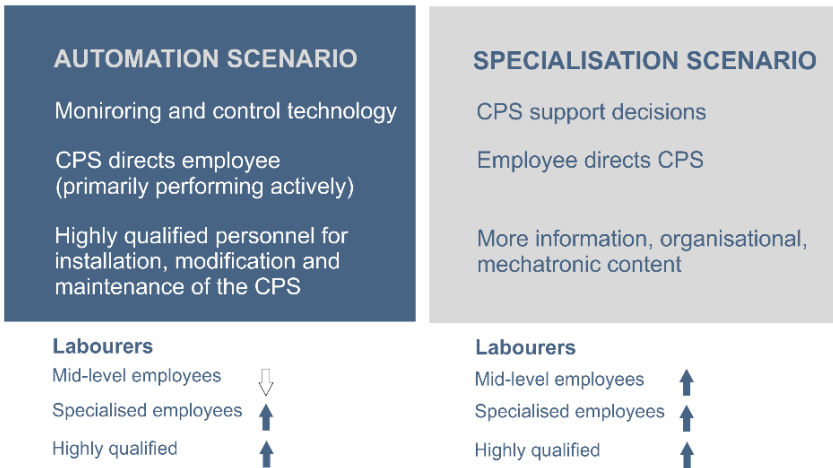 AUTOMATION SCENARIO
Moniroring and control technology
CPS directs employee
(primarily performing actively)
Highly qualified personnel for
installation, modification and
maintenance of the CPS
Labourers
Mid-level employees
Specialised employees
Highly qualified
SPECIALISATION SCENARIO
CPS support decisions
Employee directs CPS
More information, organisational,
mechatronic content
Labourers
Mid-level employees
Specialised employees
Highly qualified